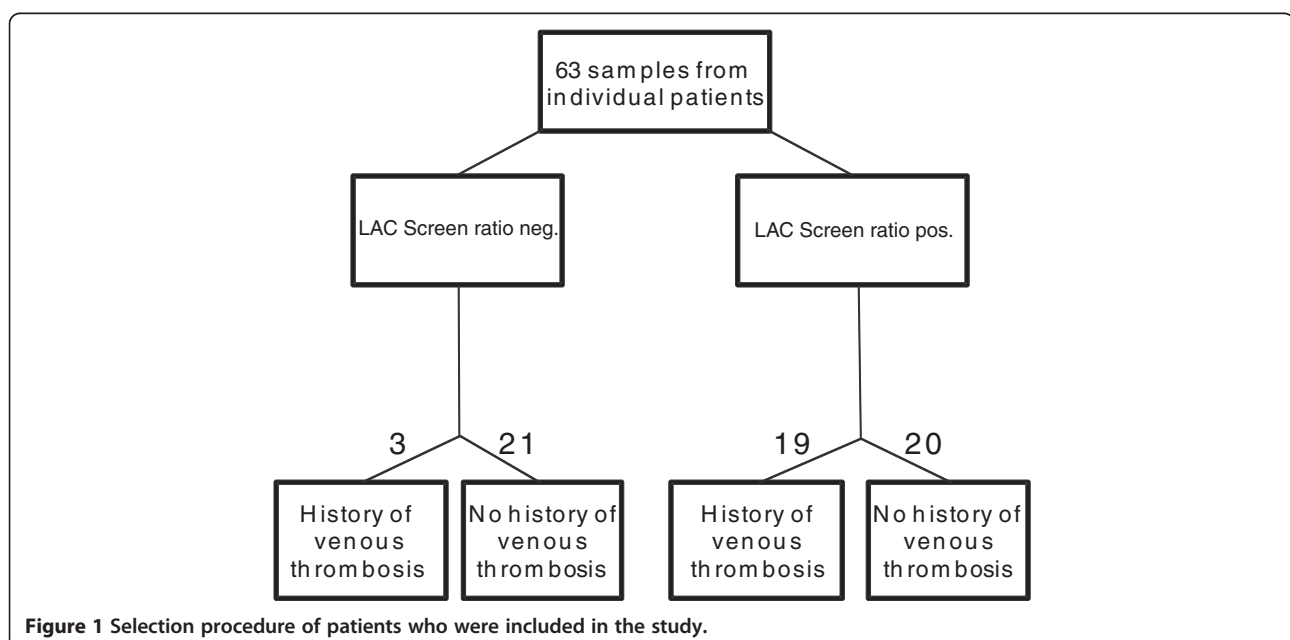 63 samples from
individual patients
LAC Screen ratio neg.
LAC Screen ratio pos.
3
21
19
20
History of
venous
thrombosis
No history of
venous
thrombosis
History of
venous
thrombosis
No history of
venous
thrombosis
Figure 1 Selection procedure of patients who were included in the study.